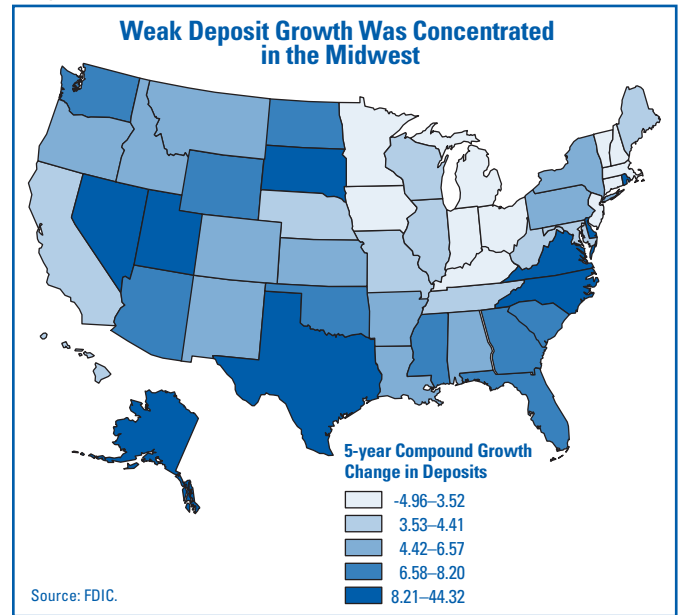 Weak Deposit Growth Was Concentrated
in the Midwest
5-year Compound Growth
Change in Deposits
-4.96–3.52
3.53–4.41
4.42–6.57
6.58–8.20
8.21–44.32
Source: FDIC.